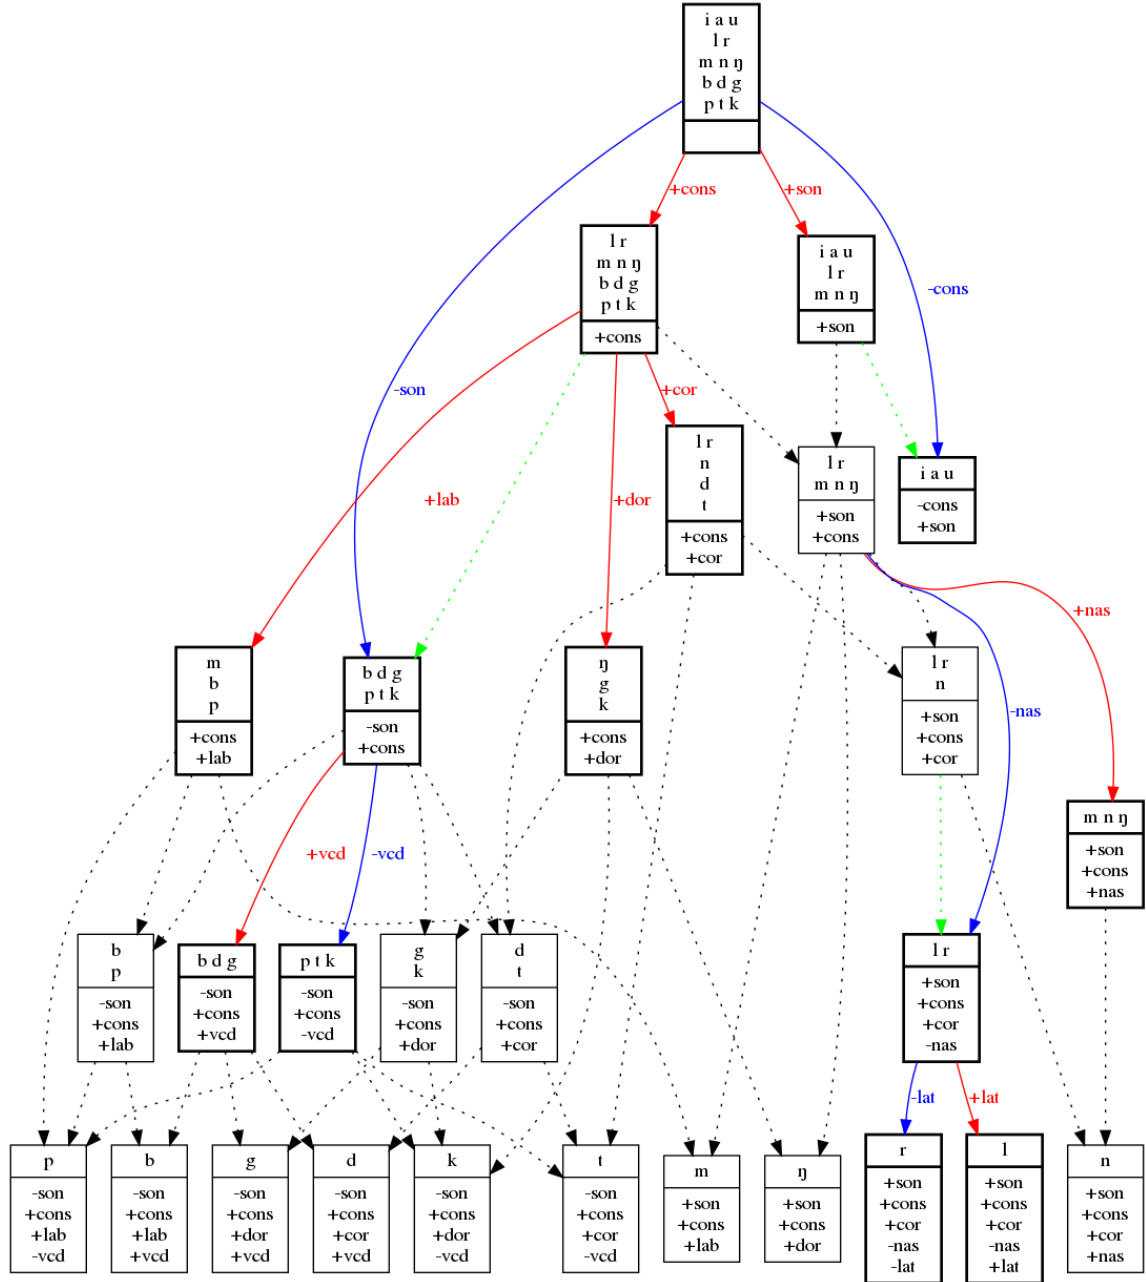 i a u
l r
m n ŋ
b d g
p t k
+cons
+son
-cons
-son
l r
m n ŋ
b d g
p t k
+cons
i a u
l r
m n ŋ
+son
+cor
+lab
+dor
l r
n
d
t
+cons
+cor
l r
m n ŋ
+son
+cons
i a u
-cons
+son
+nas
-nas
m
b
p
+cons
+lab
b d g
p t k
-son
+cons
ŋ
g
k
+cons
+dor
l r
n
+son
+cons
+cor
m n ŋ
+son
+cons
+nas
+vcd
-vcd
b
p
-son
+cons
+lab
b d g
-son
+cons
+vcd
p t k
-son
+cons
-vcd
g
k
-son
+cons
+dor
d
t
-son
+cons
+cor
l r
+son
+cons
+cor
-nas
-lat
+lat
p
-son
+cons
+lab
-vcd
b
-son
+cons
+lab
+vcd
g
-son
+cons
+dor
+vcd
d
-son
+cons
+cor
+vcd
k
-son
+cons
+dor
-vcd
t
-son
+cons
+cor
-vcd
m
+son
+cons
+lab
ŋ
+son
+cons
+dor
r
+son
+cons
+cor
-nas
-lat
l
+son
+cons
+cor
-nas
+lat
n
+son
+cons
+cor
+nas